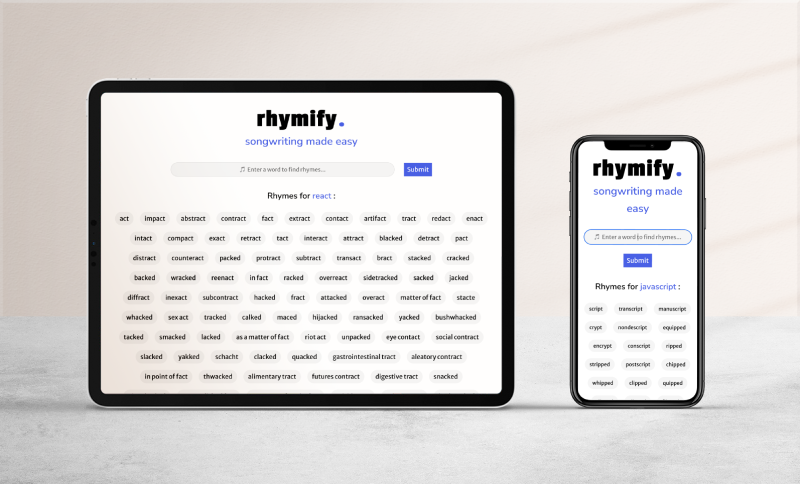 rhymify.
songwriting made easy
Enter a word to find rhymes...
Submit
Rhymes for react :
act impact abstract contract fact extract contact artifact tract redact enact
intact compact exact retract tact interact attract blacked detract pact
distract counteract packed protract subtract transact bract stacked cracked
backed wracked reenact in fact racked overreact sidetracked sacked jacked
diffract inexact subcontract hacked fract attacked overact matter of fact stacte
whacked sex act tracked calked maced hijacked ransacked yacked bushwhacked
tacked smacked lacked as a matter of fact riot act unpacked eye contact social contract
slacked yakked schacht clacked quacked gastrointestinal tract aleatory contract
in point of fact thwacked alimentary tract futures contract digestive tract snacked
rhymify.
songwriting made
easy
Enter a word to find rhymes...
Submit
Rhymes for javascript :
script transcript manuscript
crypt nondescript equipped
encrypt conscript ripped
stripped postscript chipped
whipped clipped quipped